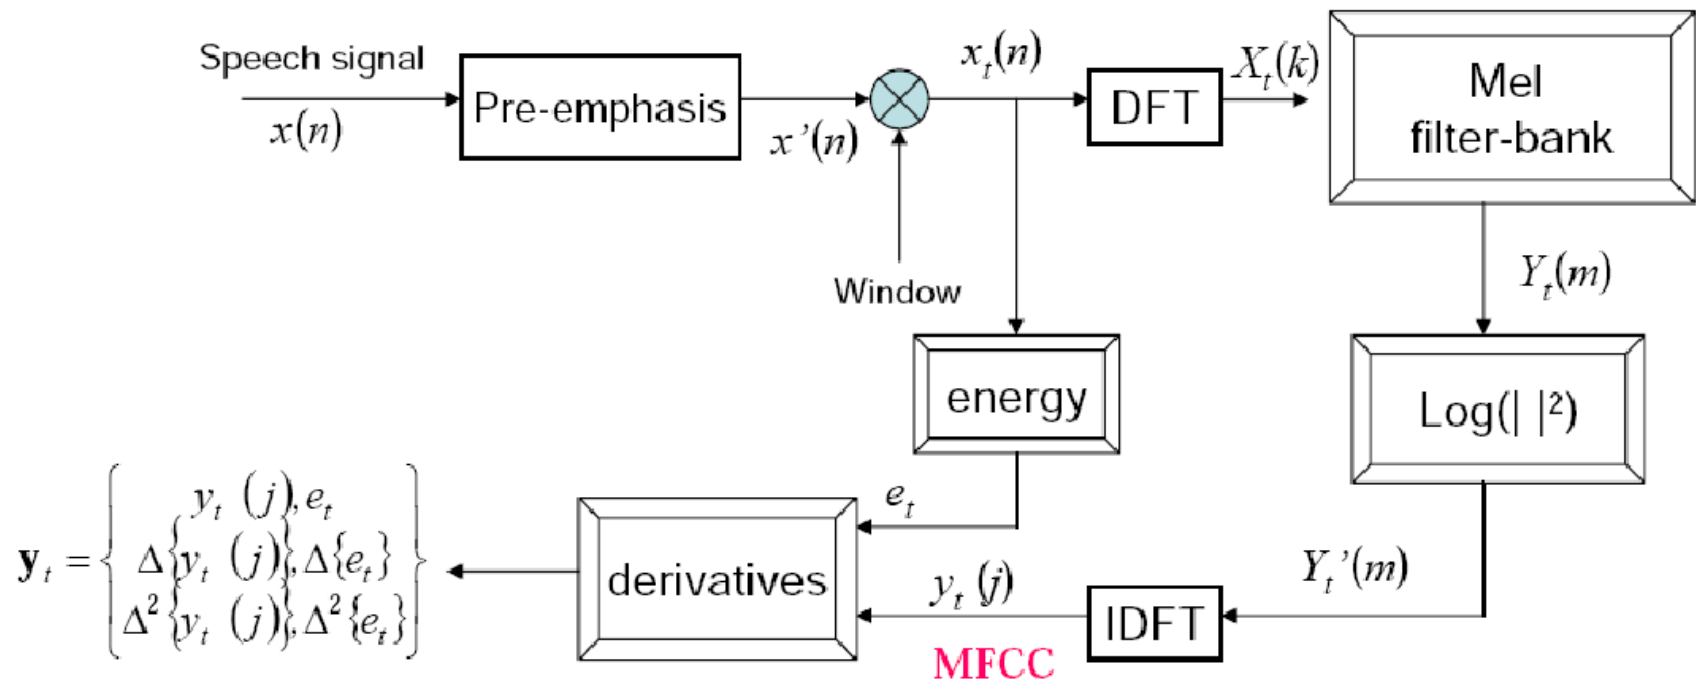 Speech signal
x(n)
Pre-emphasis
x'(n)
Window
x_t(n)
DFT
X_t(k)
Mel
filter-bank
Y_t(m)
Log(| |²)
Y_t'(m)
IDFT
y_t (j)
MFCC
energy
e_t
derivatives
y_t = { y_t (j), e_t
Δ{y_t (j)}, Δ{e_t}
Δ²{y_t (j)}, Δ²{e_t} }